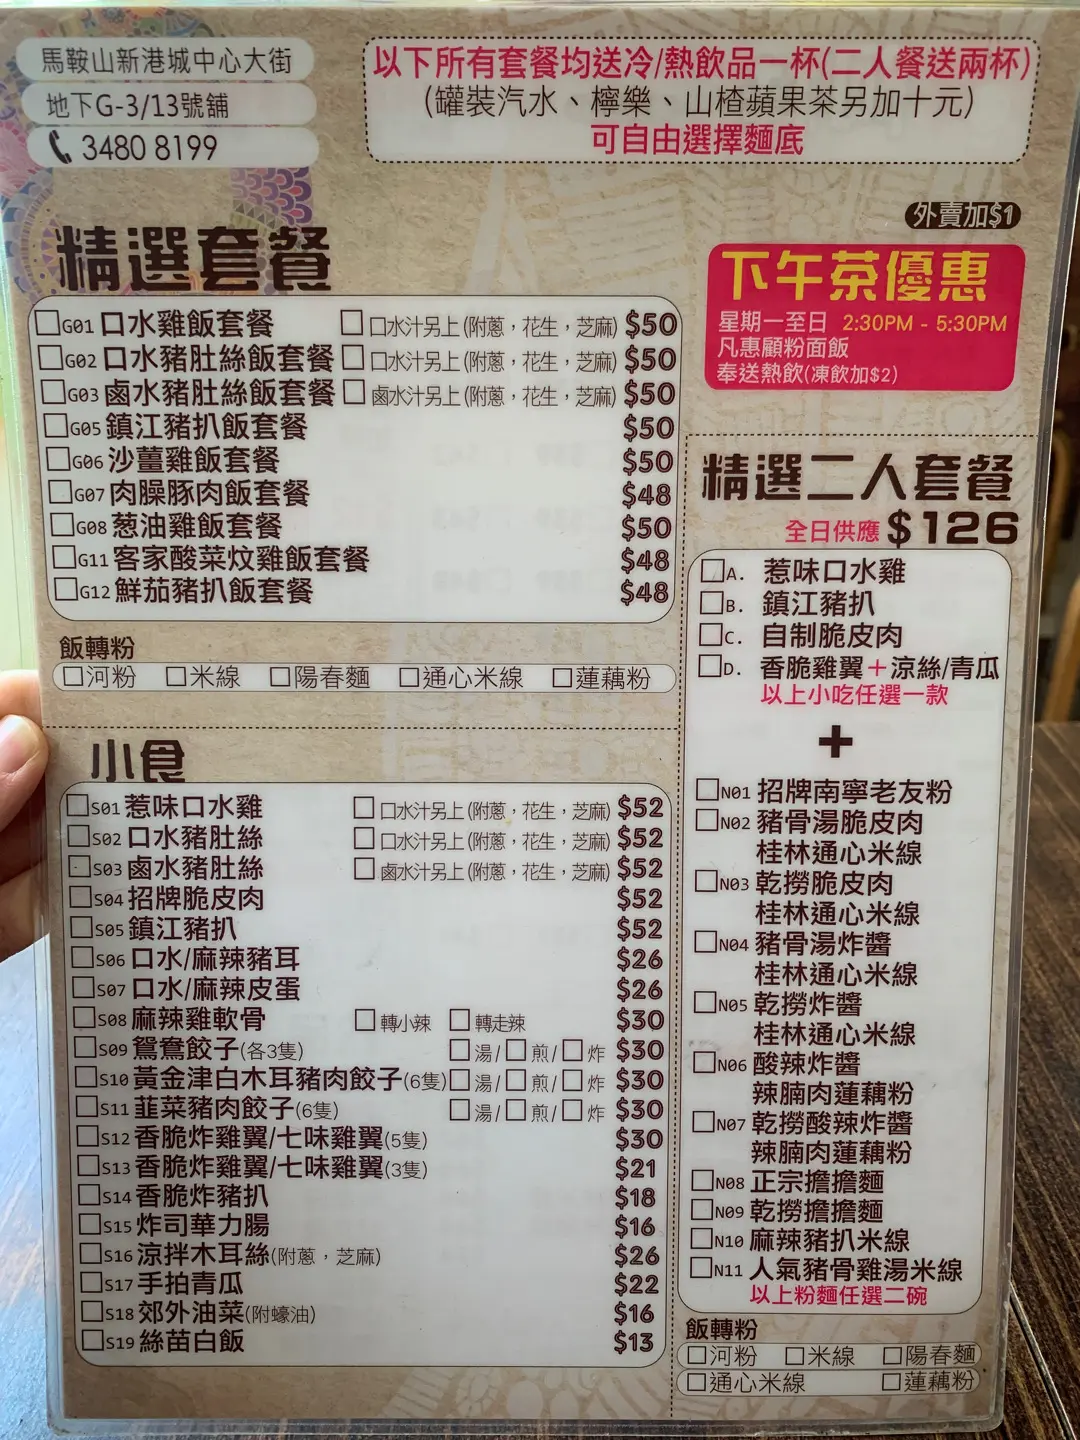 馬鞍山新港城中心大街
地下G-3/13號舖
3480 8199
以下所有套餐均送冷/熱飲品一杯(二人餐送兩杯)
(罐裝汽水、檸樂、山楂蘋果茶另加十元)
可自由選擇麵底
外賣加$1
精選套餐
G01 口水雞飯套餐 口水汁另上(附蔥，花生，芝麻) $50
G02 口水豬肚絲飯套餐 口水汁另上(附蔥，花生，芝麻) $50
G03 鹵水豬肚絲飯套餐 鹵水汁另上(附蔥，花生，芝麻) $50
G05 鎮江豬扒飯套餐 $50
G06 沙薑雞飯套餐 $50
G07 肉臊豚肉飯套餐 $48
G08 葱油雞飯套餐 $50
G11 客家酸菜炆雞飯套餐 $48
G12 鮮茄豬扒飯套餐 $48
飯轉粉
河粉 米線 陽春麵 通心米線 蓮藕粉
小食
S01 惹味口水雞 口水汁另上(附蔥，花生，芝麻) $52
S02 口水豬肚絲 口水汁另上(附蔥，花生，芝麻) $52
S03 鹵水豬肚絲 鹵水汁另上(附蔥，花生，芝麻) $52
S04 招牌脆皮肉 $52
S05 鎮江豬扒 $52
S06 口水/麻辣豬耳 $26
S07 口水/麻辣皮蛋 $26
S08 麻辣雞軟骨 轉小辣 轉走辣 $30
S09 鴛鴦餃子(各3隻) 湯/煎/炸 $30
S10 黃金津白木耳豬肉餃子(6隻) 湯/煎/炸 $30
S11 韭菜豬肉餃子(6隻) 湯/煎/炸 $30
S12 香脆炸雞翼/七味雞翼(5隻) $30
S13 香脆炸雞翼/七味雞翼(3隻) $21
S14 香脆炸豬扒 $18
S15 炸司華力腸 $16
S16 涼拌木耳絲(附蔥，芝麻) $26
S17 手拍青瓜 $22
S18 郊外油菜(附蠔油) $16
S19 絲苗白飯 $13
下午茶優惠
星期一至日 2:30PM - 5:30PM
凡惠顧粉面飯
奉送熱飲(凍飲加$2)
精選二人套餐
全日供應 $126
A. 惹味口水雞
B. 鎮江豬扒
C. 自制脆皮肉
D. 香脆雞翼+涼絲/青瓜
以上小吃任選一款
+
N01 招牌南寧老友粉
N02 豬骨湯脆皮肉
桂林通心米線
N03 乾撈脆皮肉
桂林通心米線
N04 豬骨湯炸醬
桂林通心米線
N05 乾撈炸醬
桂林通心米線
N06 酸辣炸醬
辣腩肉蓮藕粉
N07 乾撈酸辣炸醬
辣腩肉蓮藕粉
N08 正宗擔擔麵
N09 乾撈擔擔麵
N10 麻辣豬扒米線
N11 人氣豬骨雞湯米線
以上粉麵任選二碗
飯轉粉
河粉 米線 陽春麵
通心米線 蓮藕粉